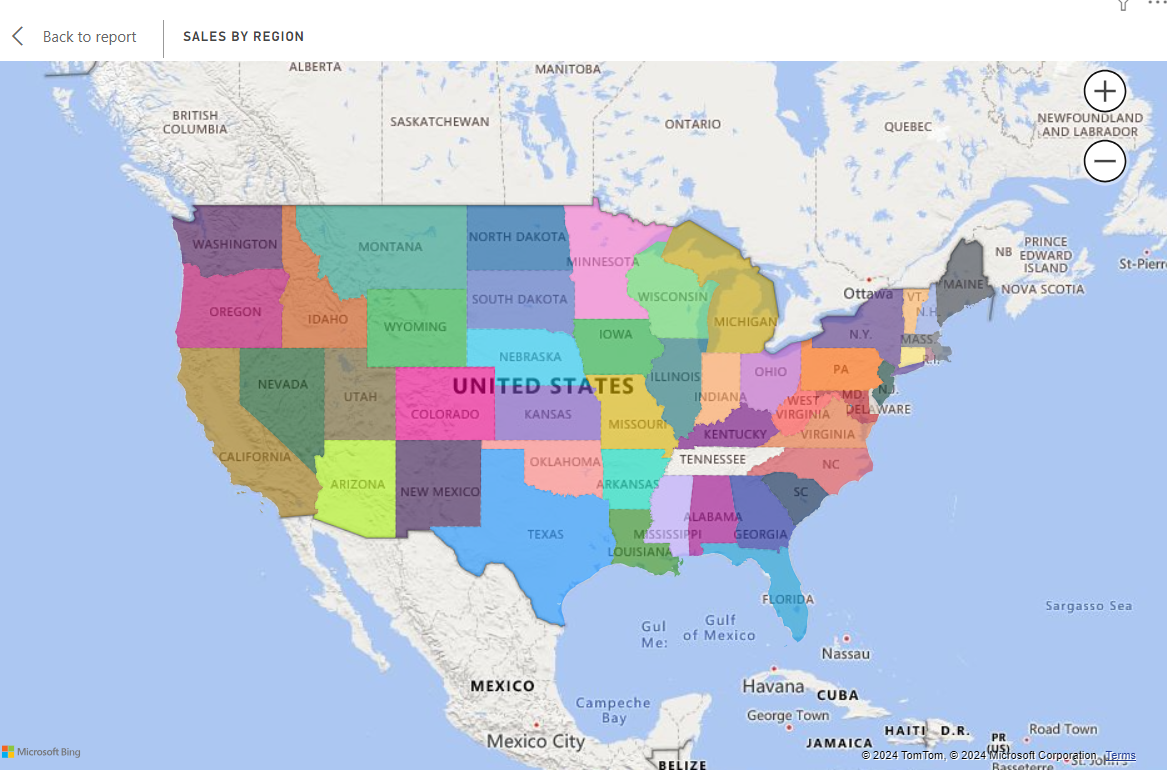 Back to report
SALES BY REGION
ALBERTA
MANITOBA
BRITISH
COLUMBIA
SASKATCHEWAN
ONTARIO
QUEBEC
NEWFOUNDLAND
AND LABRADOR
WASHINGTON
MONTANA
NORTH DAKOTA
MINNESOTA
NB
PRINCE
EDWARD
ISLAND
St-Pierr
NOVA SCOTIA
MAINE
Ottawa
VT.
N.H.
OREGON
IDAHO
WYOMING
SOUTH DAKOTA
WISCONSIN
MICHIGAN
N.Y.
MASS.
R.I.
IOWA
NEBRASKA
NEVADA
UTAH
COLORADO
UNITED STATES
KANSAS
ILLINOIS
INDIANA
OHIO
PA
N.J.
MD.
DELAWARE
WEST
VIRGINIA
MISSOURI
KENTUCKY
VIRGINIA
CALIFORNIA
ARIZONA
NEW MEXICO
OKLAHOMA
ARKANSAS
TENNESSEE
NC
SC
TEXAS
ALABAMA
MISSISSIPPI
GEORGIA
LOUISIANA
FLORIDA
Gul
Me:
Gulf
of Mexico
Sargasso Sea
Nassau
MEXICO
Havana
CUBA
Campeche
Bay
George Town
Mexico City
JAMAICA
HAITI
D.R.
PR
(US)
Road Town
BELIZE
Basseterre
St. John's
Microsoft Bing
© 2024 TomTom, © 2024 Microsoft Corporation, Terms